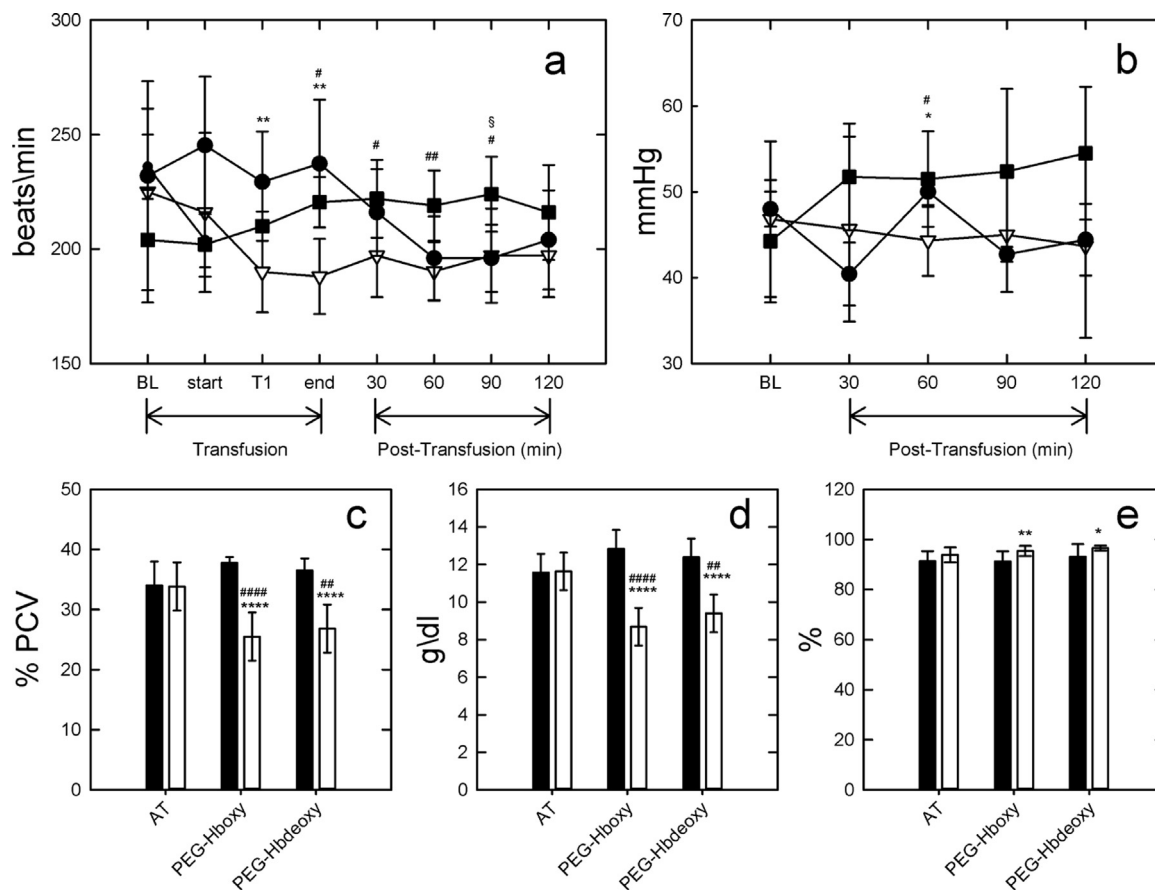 300
250
200
150
beats\min
a
#
**
**
#
##
§
#
BL start T1 end 30 60 90 120
Transfusion
Post-Transfusion (min)
70
60
50
40
30
mmHg
b
#
*
BL 30 60 90 120
Post-Transfusion (min)
50
40
30
20
10
0
% PCV
c
####
****
##
****
AT
PEG-Hboxy
PEG-Hbdeoxy
16
14
12
10
8
6
4
2
0
g\dl
d
####
****
##
****
AT
PEG-Hboxy
PEG-Hbdeoxy
120
100
80
60
40
20
0
%
e
**
*
AT
PEG-Hboxy
PEG-Hbdeoxy